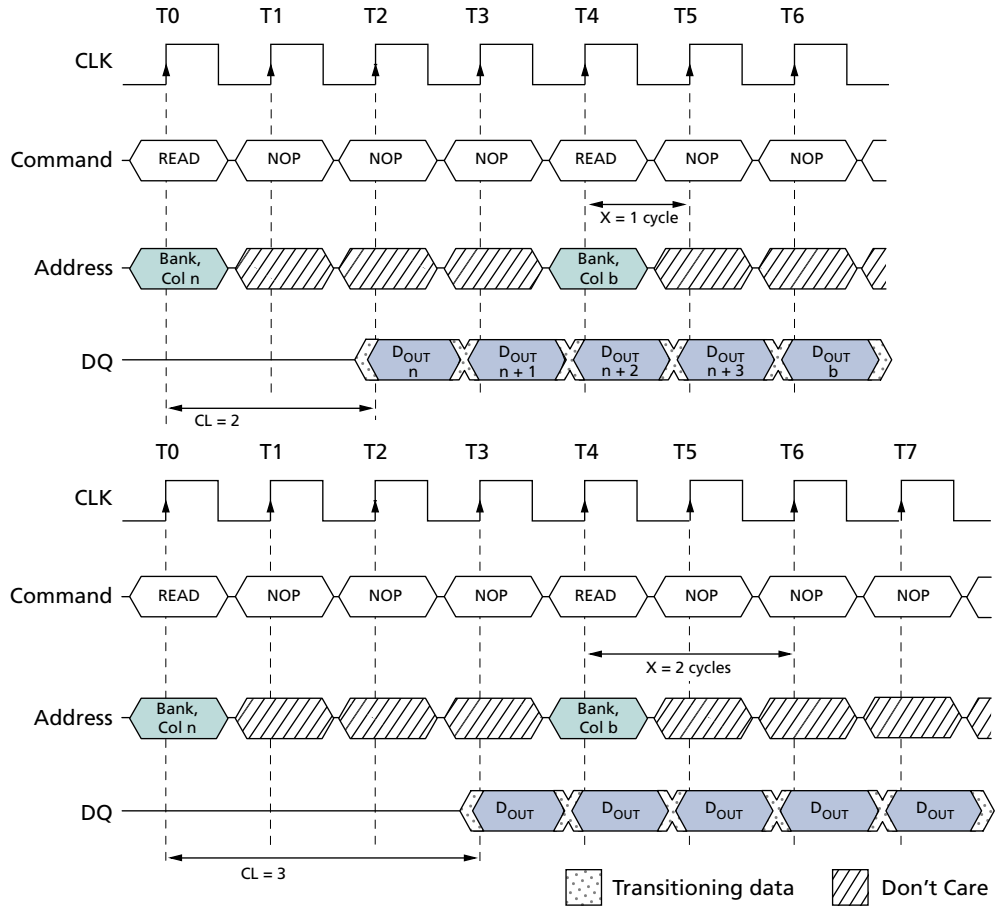 T0 T1 T2 T3 T4 T5 T6
CLK
Command READ NOP NOP NOP READ NOP NOP
X = 1 cycle
Address Bank, Col n Bank, Col b
DQ DOUT n DOUT n + 1 DOUT n + 2 DOUT n + 3 DOUT b
CL = 2
T0 T1 T2 T3 T4 T5 T6 T7
CLK
Command READ NOP NOP NOP READ NOP NOP NOP
X = 2 cycles
Address Bank, Col n Bank, Col b
DQ DOUT DOUT DOUT DOUT DOUT
CL = 3
Transitioning data Don't Care